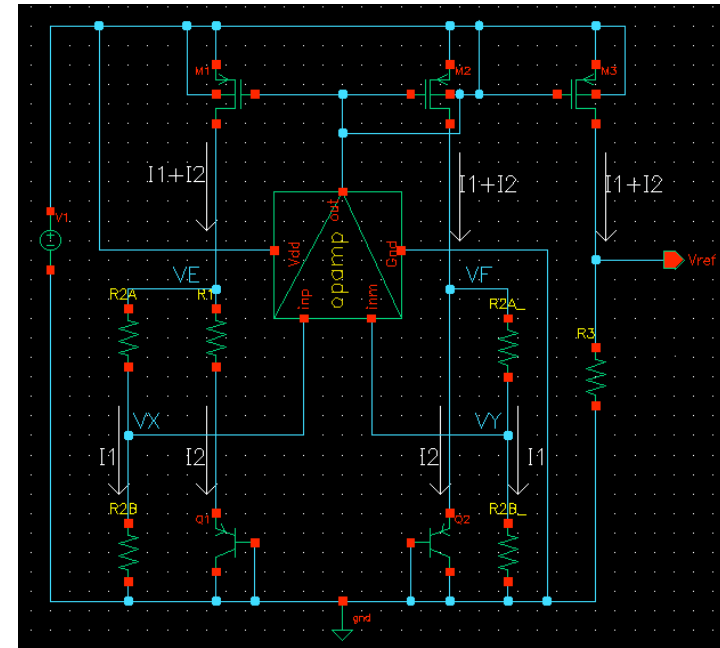 M1
M2
M3
I1+I2
I1+I2
I1+I2
V1
out
Vdd
opamp
Gnd
Vref
VE
VF
R2A
R1
inp
inm
R2A_
R3
VX
VY
I1
I2
I2
I1
R2B
Q1
Q2
R2B_
gnd